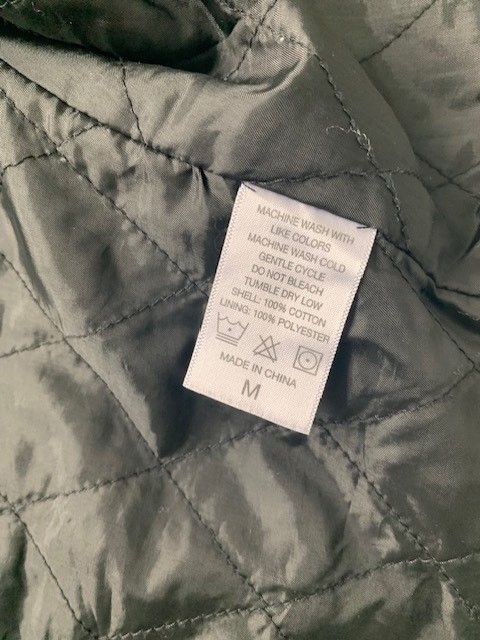 MACHINE WASH WITH
LIKE COLORS
MACHINE WASH COLD
GENTLE CYCLE
DO NOT BLEACH
TUMBLE DRY LOW
SHELL: 100% COTTON
LINING: 100% POLYESTER
MADE IN CHINA
M